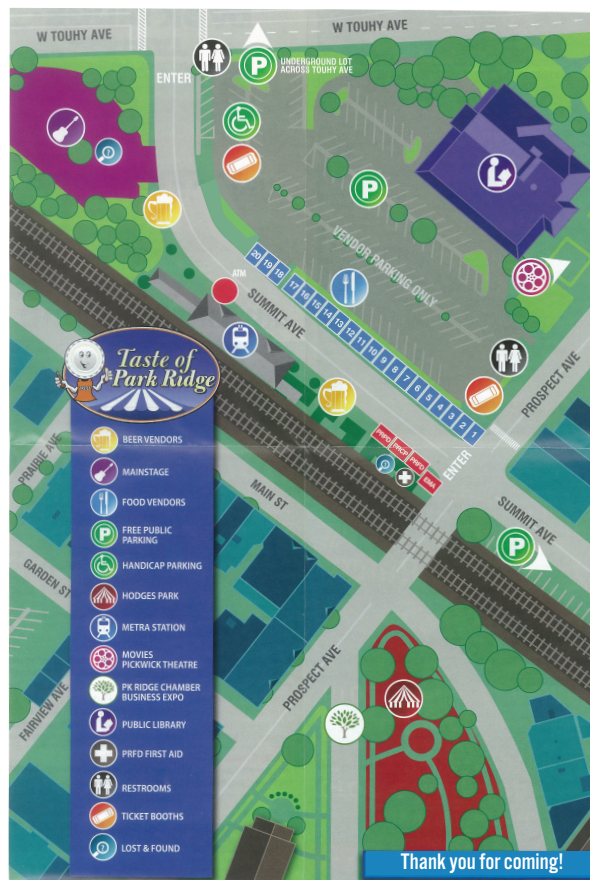 W TOUHY AVE
W TOUHY AVE
ENTER
P
UNDERGROUND LOT
ACROSS TOUHY AVE
P
VENDOR PARKING ONLY
20
19
18
17
16
15
14
13
12
11
10
9
8
7
6
5
4
3
2
1
ATM
SUMMIT AVE
PROSPECT AVE
Taste of
Park Ridge
PRFD
PRFD
EMA
ENTER
SUMMIT AVE
P
PRAIRIE AVE
MAIN ST
GARDEN ST
FAIRVIEW AVE
PROSPECT AVE
BEER VENDORS
MAINSTAGE
FOOD VENDORS
P
FREE PUBLIC
PARKING
HANDICAP PARKING
HODGES PARK
METRA STATION
MOVIES
PICKWICK THEATRE
PK RIDGE CHAMBER
BUSINESS EXPO
PUBLIC LIBRARY
PRFD FIRST AID
RESTROOMS
TICKET BOOTHS
LOST & FOUND
Thank you for coming!